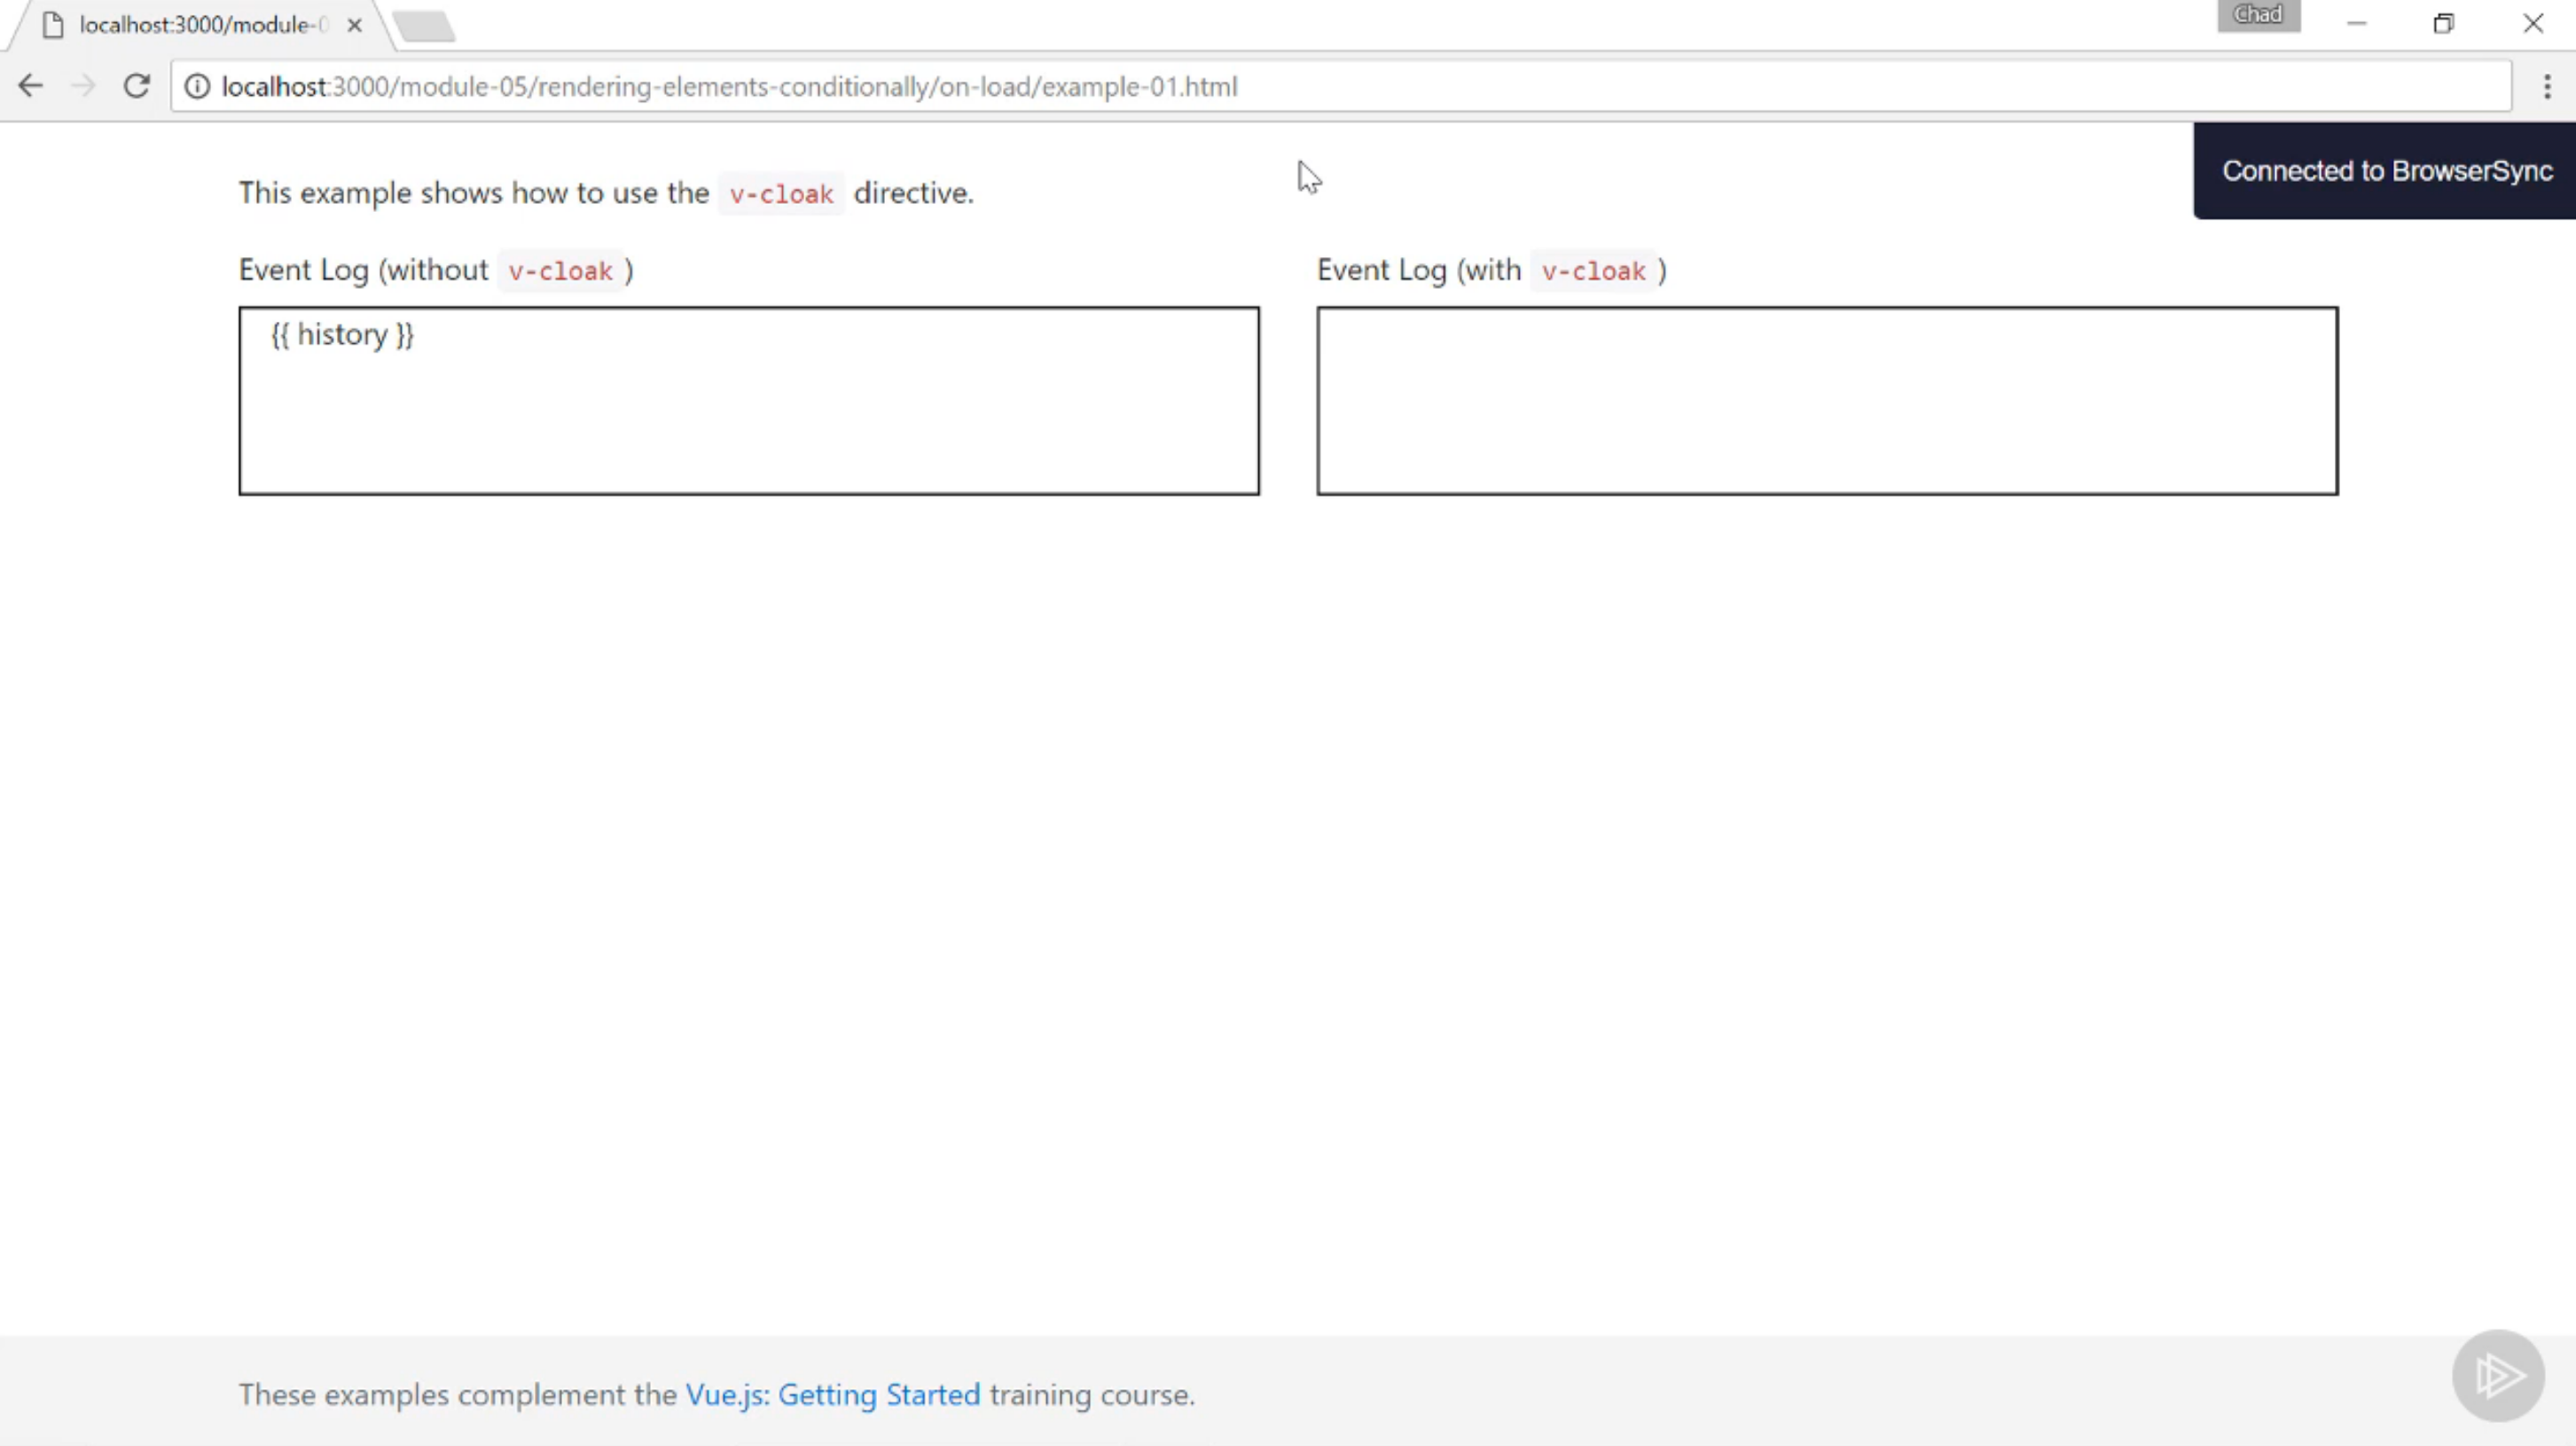 localhost:3000/module-0
Chad
localhost:3000/module-05/rendering-elements-conditionally/on-load/example-01.html
Connected to BrowserSync
This example shows how to use the v-cloak directive.
Event Log (without v-cloak )
Event Log (with v-cloak )
{{ history }}
These examples complement the Vue.js: Getting Started training course.